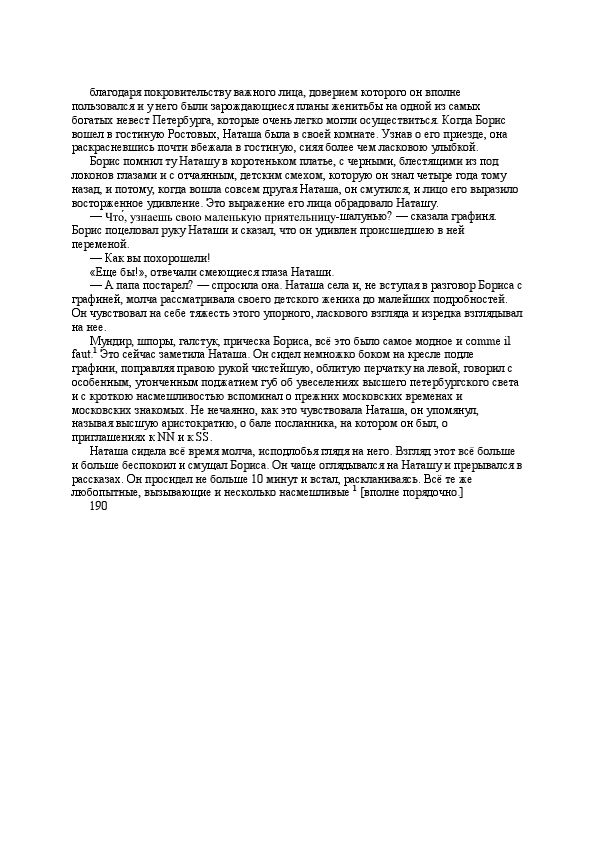 благодаря покровительству важного лица, доверием которого он вполне
пользовался и у него были зарождающиеся планы женитьбы на одной из самых
богатых невест Петербурга, которые очень легко могли осуществиться. Когда Борис
вошел в гостиную Ростовых, Наташа была в своей комнате. Узнав о его приезде, она
раскрасневшись почти вбежала в гостиную, сияя более чем ласковою улыбкой.
Борис помнил ту Наташу в коротеньком платье, с черными, блестящими из под
локонов глазами и с отчаянным, детским смехом, которую он знал четыре года тому
назад, и потому, когда вошла совсем другая Наташа, он смутился, и лицо его выразило
восторженное удивление. Это выражение его лица обрадовало Наташу.
— Что́, узнаешь свою маленькую приятельницу-шалунью? — сказала графиня.
Борис поцеловал руку Наташи и сказал, что он удивлен происшедшею в ней
переменой.
— Как вы похорошели!
«Еще бы!», отвечали смеющиеся глаза Наташи.
— А папа постарел? — спросила она. Наташа села и, не вступая в разговор Бориса с
графиней, молча рассматривала своего детского жениха до малейших подробностей.
Он чувствовал на себе тяжесть этого упорного, ласкового взгляда и изредка взглядывал
на нее.
Мундир, шпоры, галстук, прическа Бориса, всё это было самое модное и comme il
faut.¹ Это сейчас заметила Наташа. Он сидел немножко боком на кресле подле
графини, поправляя правою рукой чистейшую, облитую перчатку на левой, говорил с
особенным, утонченным поджатием губ об увеселениях высшего петербургского света
и с кроткою насмешливостью вспоминал о прежних московских временах и
московских знакомых. Не нечаянно, как это чувствовала Наташа, он упомянул,
называя высшую аристократию, о бале посланника, на котором он был, о
приглашениях к NN и к SS.
Наташа сидела всё время молча, исподлобья глядя на него. Взгляд этот всё больше
и больше беспокоил и смущал Бориса. Он чаще оглядывался на Наташу и прерывался в
рассказах. Он просидел не больше 10 минут и встал, раскланиваясь. Всё те же
любопытные, вызывающие и несколько насмешливые ¹ [вполне порядочно.]
190